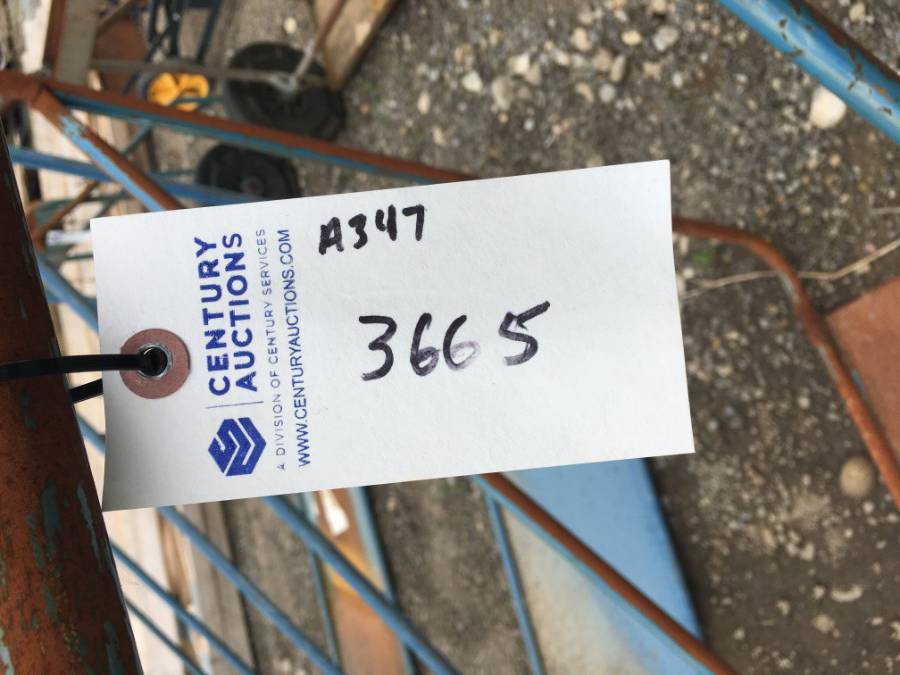 CENTURY
AUCTIONS
A DIVISION OF CENTURY SERVICES
WWW.CENTURYAUCTIONS.COM
A347
3665